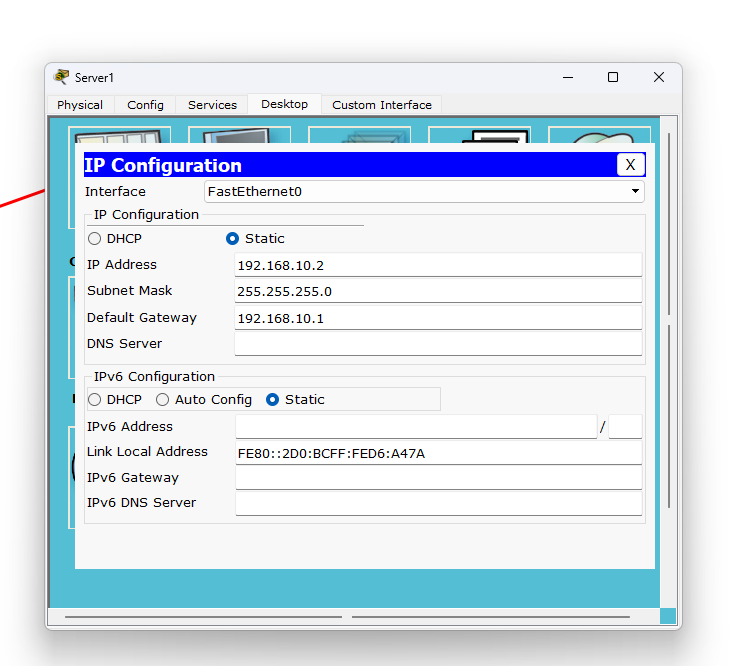 Server1
Physical Config Services Desktop Custom Interface
IP Configuration X
Interface FastEthernet0
IP Configuration
DHCP Static
IP Address 192.168.10.2
Subnet Mask 255.255.255.0
Default Gateway 192.168.10.1
DNS Server
IPv6 Configuration
DHCP Auto Config Static
IPv6 Address /
Link Local Address FE80::2D0:BCFF:FED6:A47A
IPv6 Gateway
IPv6 DNS Server